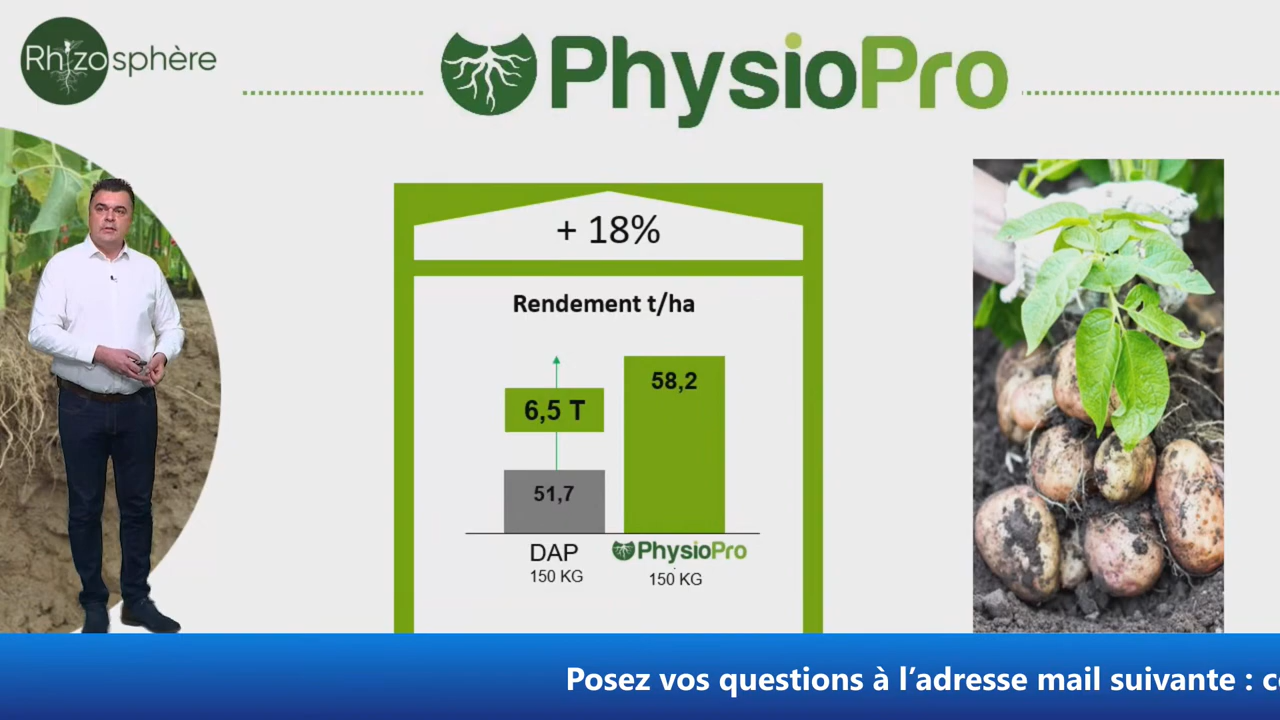 Rhizosphère
PhysioPro
+ 18%
Rendement t/ha
58,2
6,5 T
51,7
DAP
PhysioPro
150 KG
150 KG
Posez vos questions à l’adresse mail suivante :